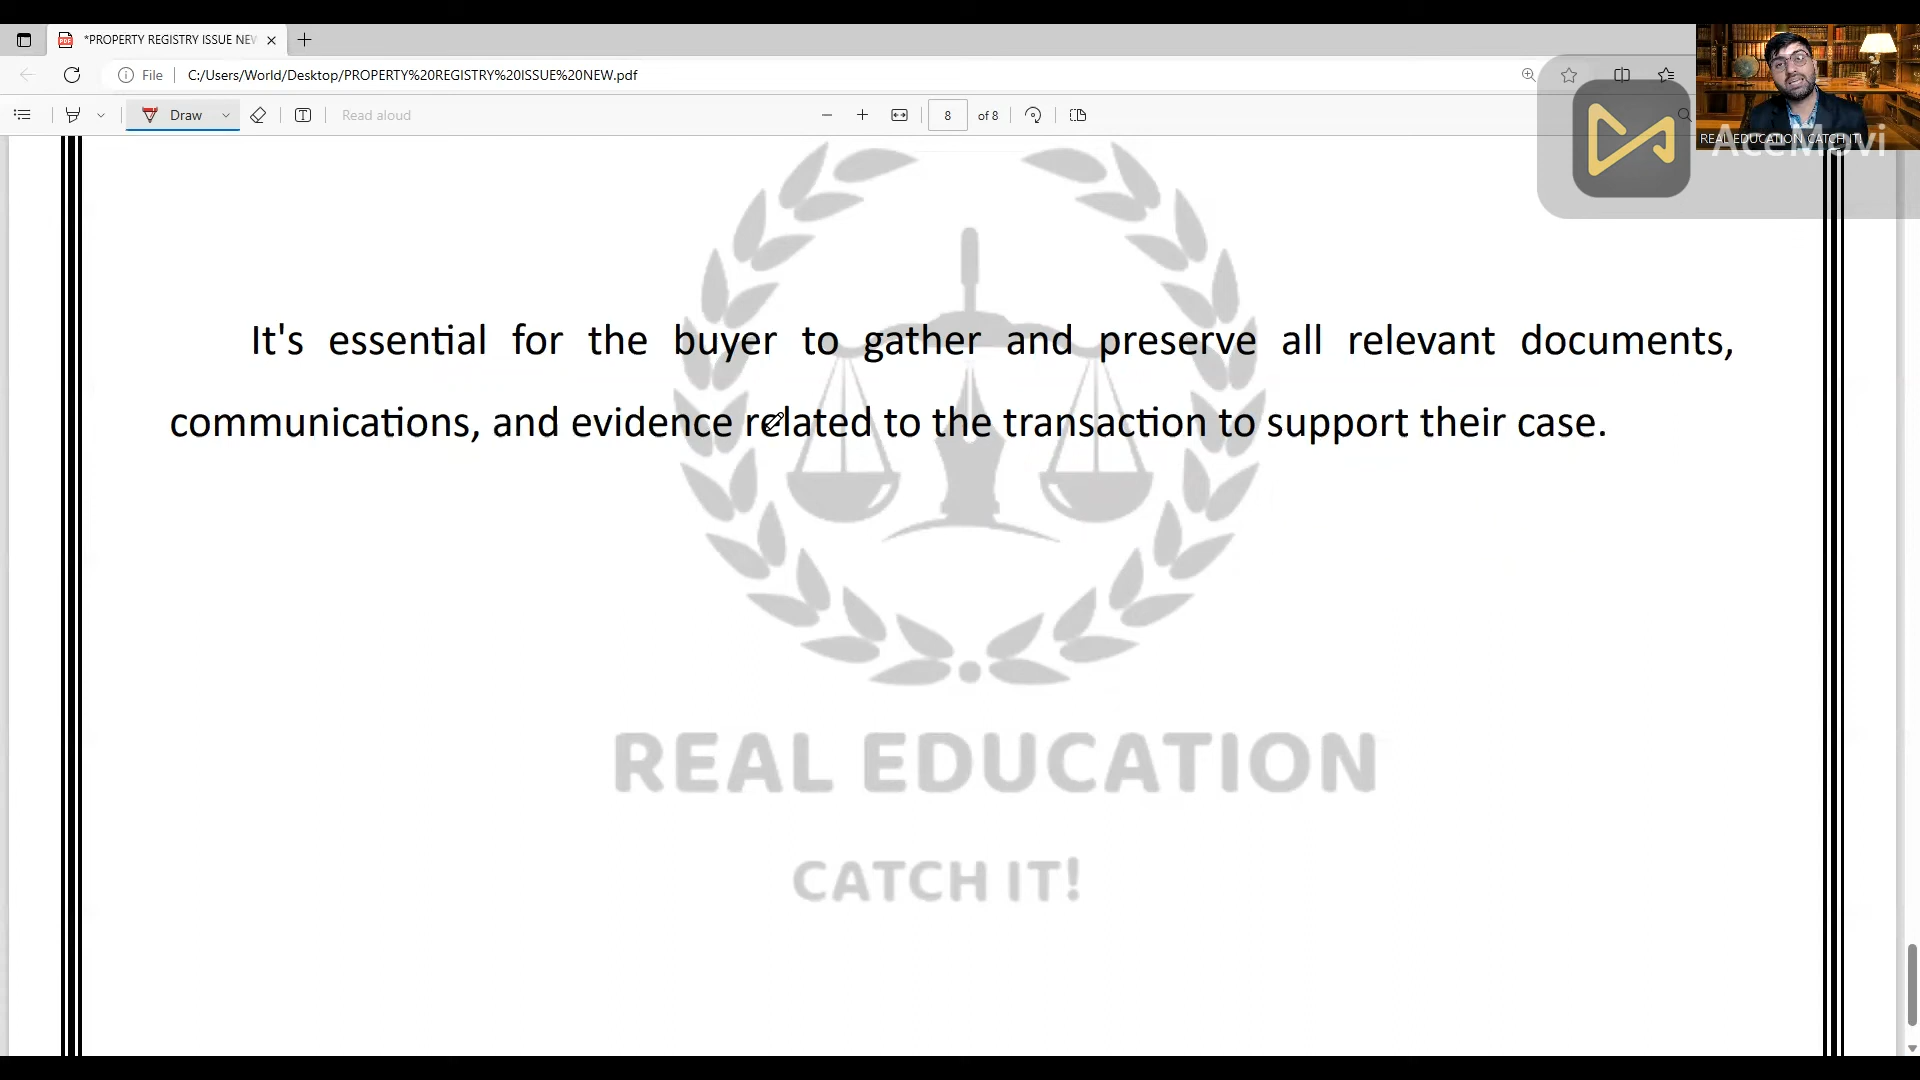 *PROPERTY REGISTRY ISSUE NEW
File
C:/Users/World/Desktop/PROPERTY%20REGISTRY%20ISSUE%20NEW.pdf
Draw
Read aloud
8
of 8
AceMovi
REAL EDUCATION CATCH IT!
It's essential for the buyer to gather and preserve all relevant documents,
communications, and evidence related to the transaction to support their case.
REAL EDUCATION
CATCH IT!